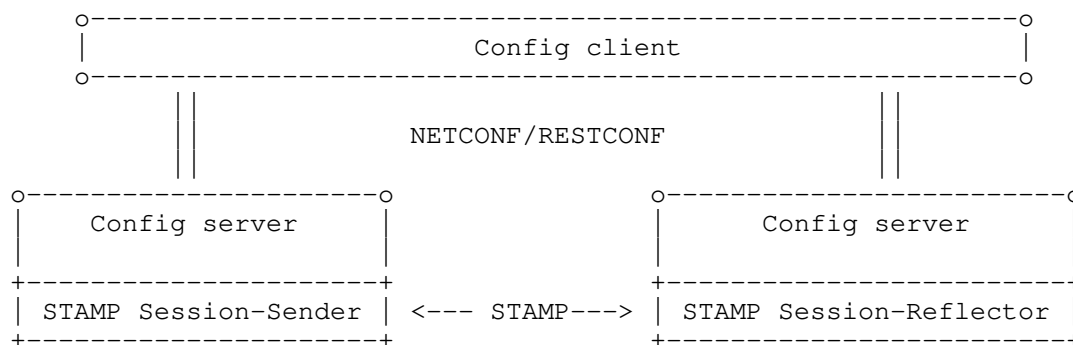 Config client
NETCONF/RESTCONF
Config server Config server
STAMP Session-Sender <--- STAMP---> STAMP Session-Reflector